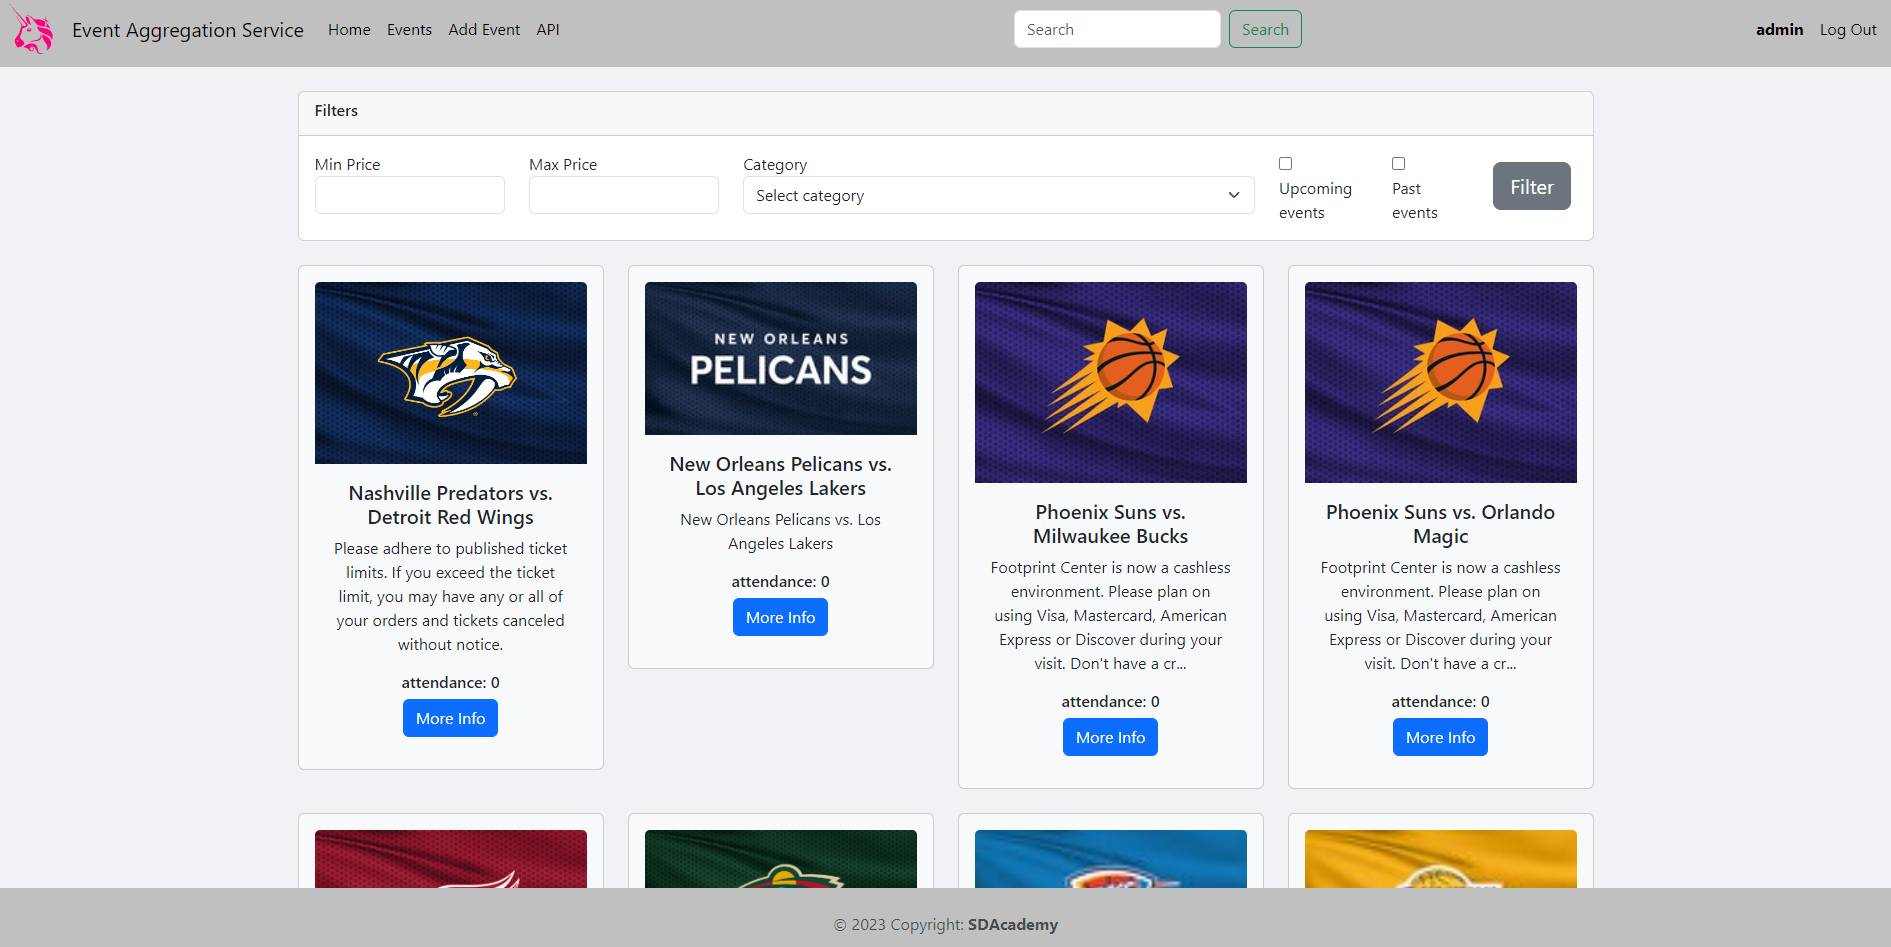 Event Aggregation Service Home Events Add Event API Search Search admin Log Out
Filters
Min Price Max Price Category
Select category
Upcoming events
Past events
Filter
NEW ORLEANS
PELICANS
Nashville Predators vs.
Detroit Red Wings
Please adhere to published ticket
limits. If you exceed the ticket
limit, you may have any or all of
your orders and tickets canceled
without notice.
attendance: 0
More Info
New Orleans Pelicans vs.
Los Angeles Lakers
New Orleans Pelicans vs. Los
Angeles Lakers
attendance: 0
More Info
Phoenix Suns vs.
Milwaukee Bucks
Footprint Center is now a cashless
environment. Please plan on
using Visa, Mastercard, American
Express or Discover during your
visit. Don't have a cr...
attendance: 0
More Info
Phoenix Suns vs. Orlando
Magic
Footprint Center is now a cashless
environment. Please plan on
using Visa, Mastercard, American
Express or Discover during your
visit. Don't have a cr...
attendance: 0
More Info
© 2023 Copyright: SDAcademy